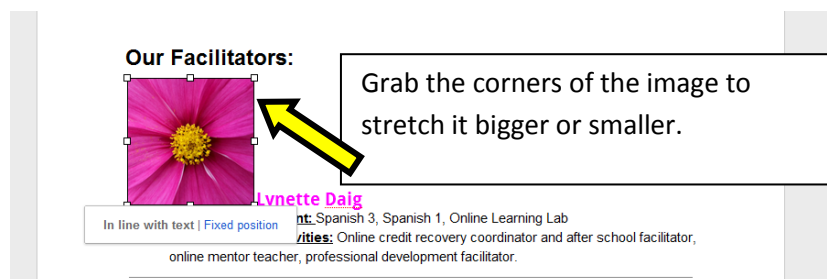 Our Facilitators:
Grab the corners of the image to
stretch it bigger or smaller.
Lynette Daig
In line with text | Fixed position
nt: Spanish 3, Spanish 1, Online Learning Lab
vities: Online credit recovery coordinator and after school facilitator,
online mentor teacher, professional development facilitator.